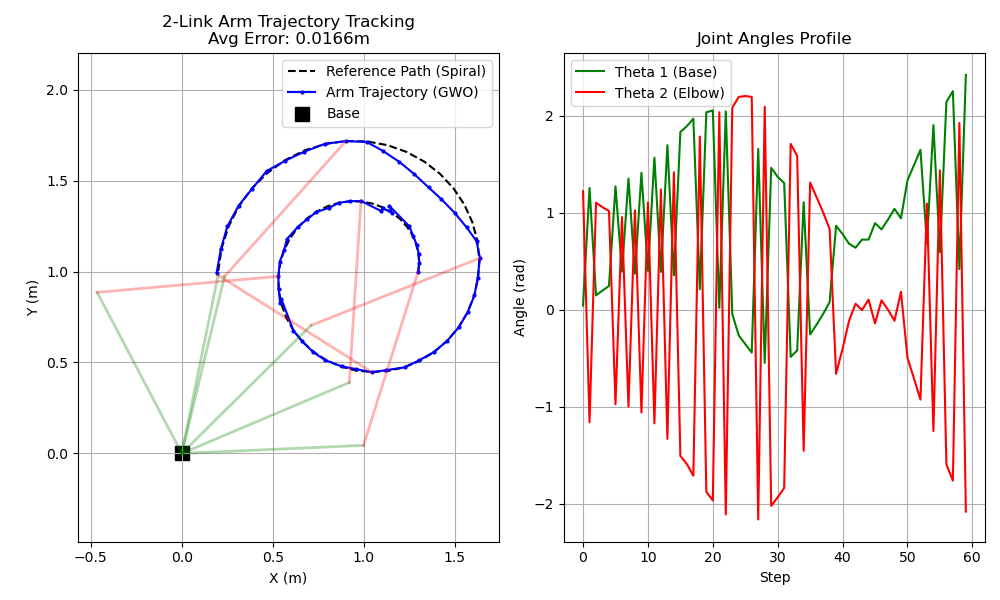 2-Link Arm Trajectory Tracking
Avg Error: 0.0166m
Reference Path (Spiral)
Arm Trajectory (GWO)
Base
Y (m)
2.0
1.5
1.0
0.5
0.0
−0.5
0.0
0.5
1.0
1.5
X (m)
Joint Angles Profile
Theta 1 (Base)
Theta 2 (Elbow)
Angle (rad)
2
1
0
−1
−2
0
10
20
30
40
50
60
Step